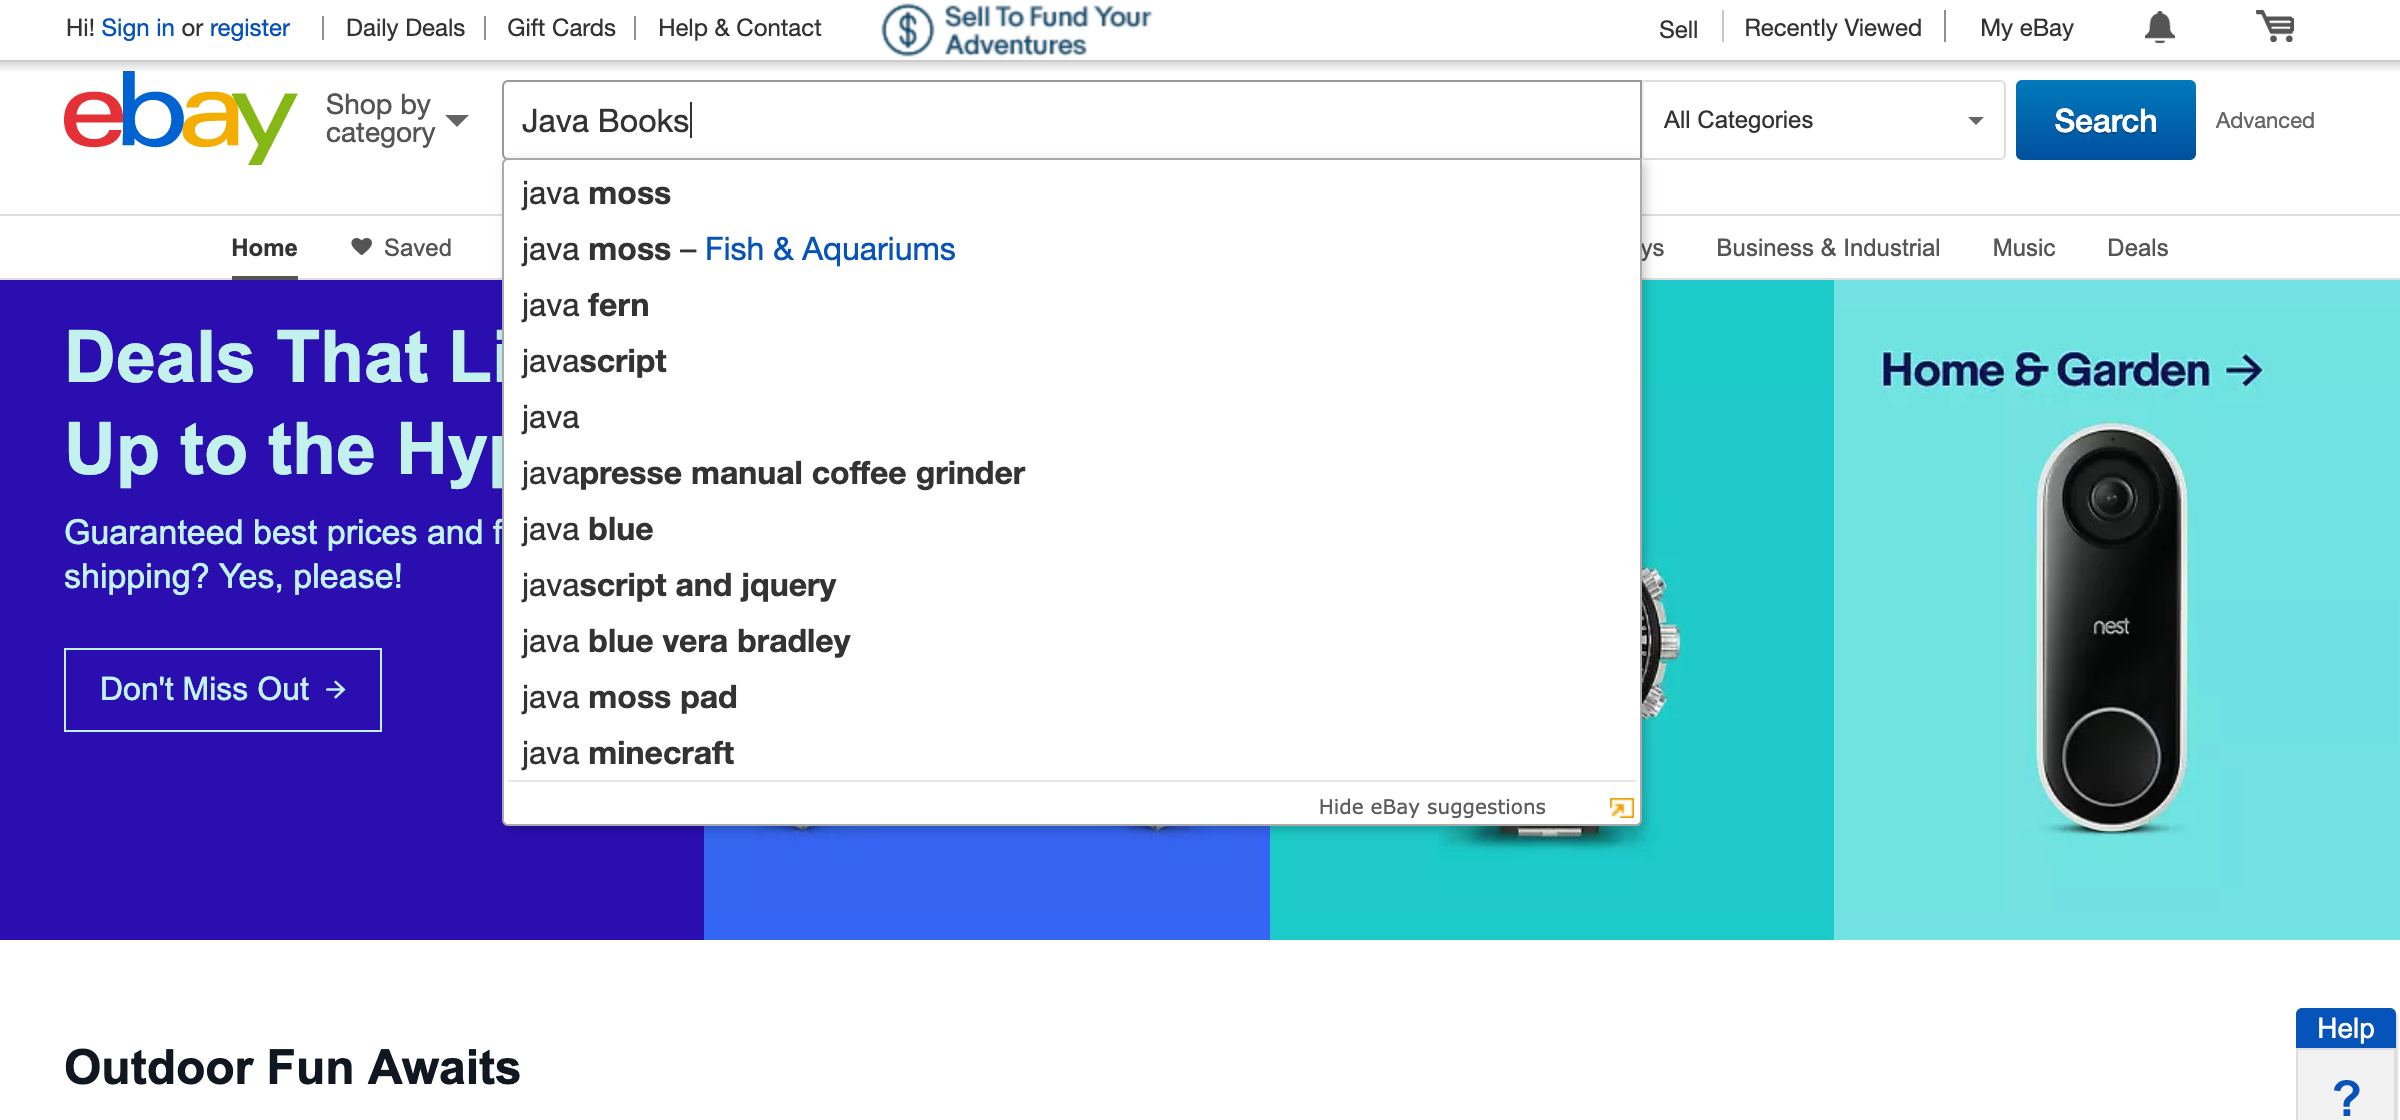 Hi! Sign in or register
Daily Deals
Gift Cards
Help & Contact
Sell To Fund Your
Adventures
Sell
Recently Viewed
My eBay
ebay
Shop by
category
Java Books
All Categories
Search
Advanced
java moss
java moss – Fish & Aquariums
java fern
javascript
java
javapresse manual coffee grinder
java blue
javascript and jquery
java blue vera bradley
java moss pad
java minecraft
Hide eBay suggestions
Home
Saved
ys
Business & Industrial
Music
Deals
Deals That Li
Up to the Hyp
Guaranteed best prices and f
shipping? Yes, please!
Don't Miss Out →
Home & Garden →
nest
Outdoor Fun Awaits
Help
?